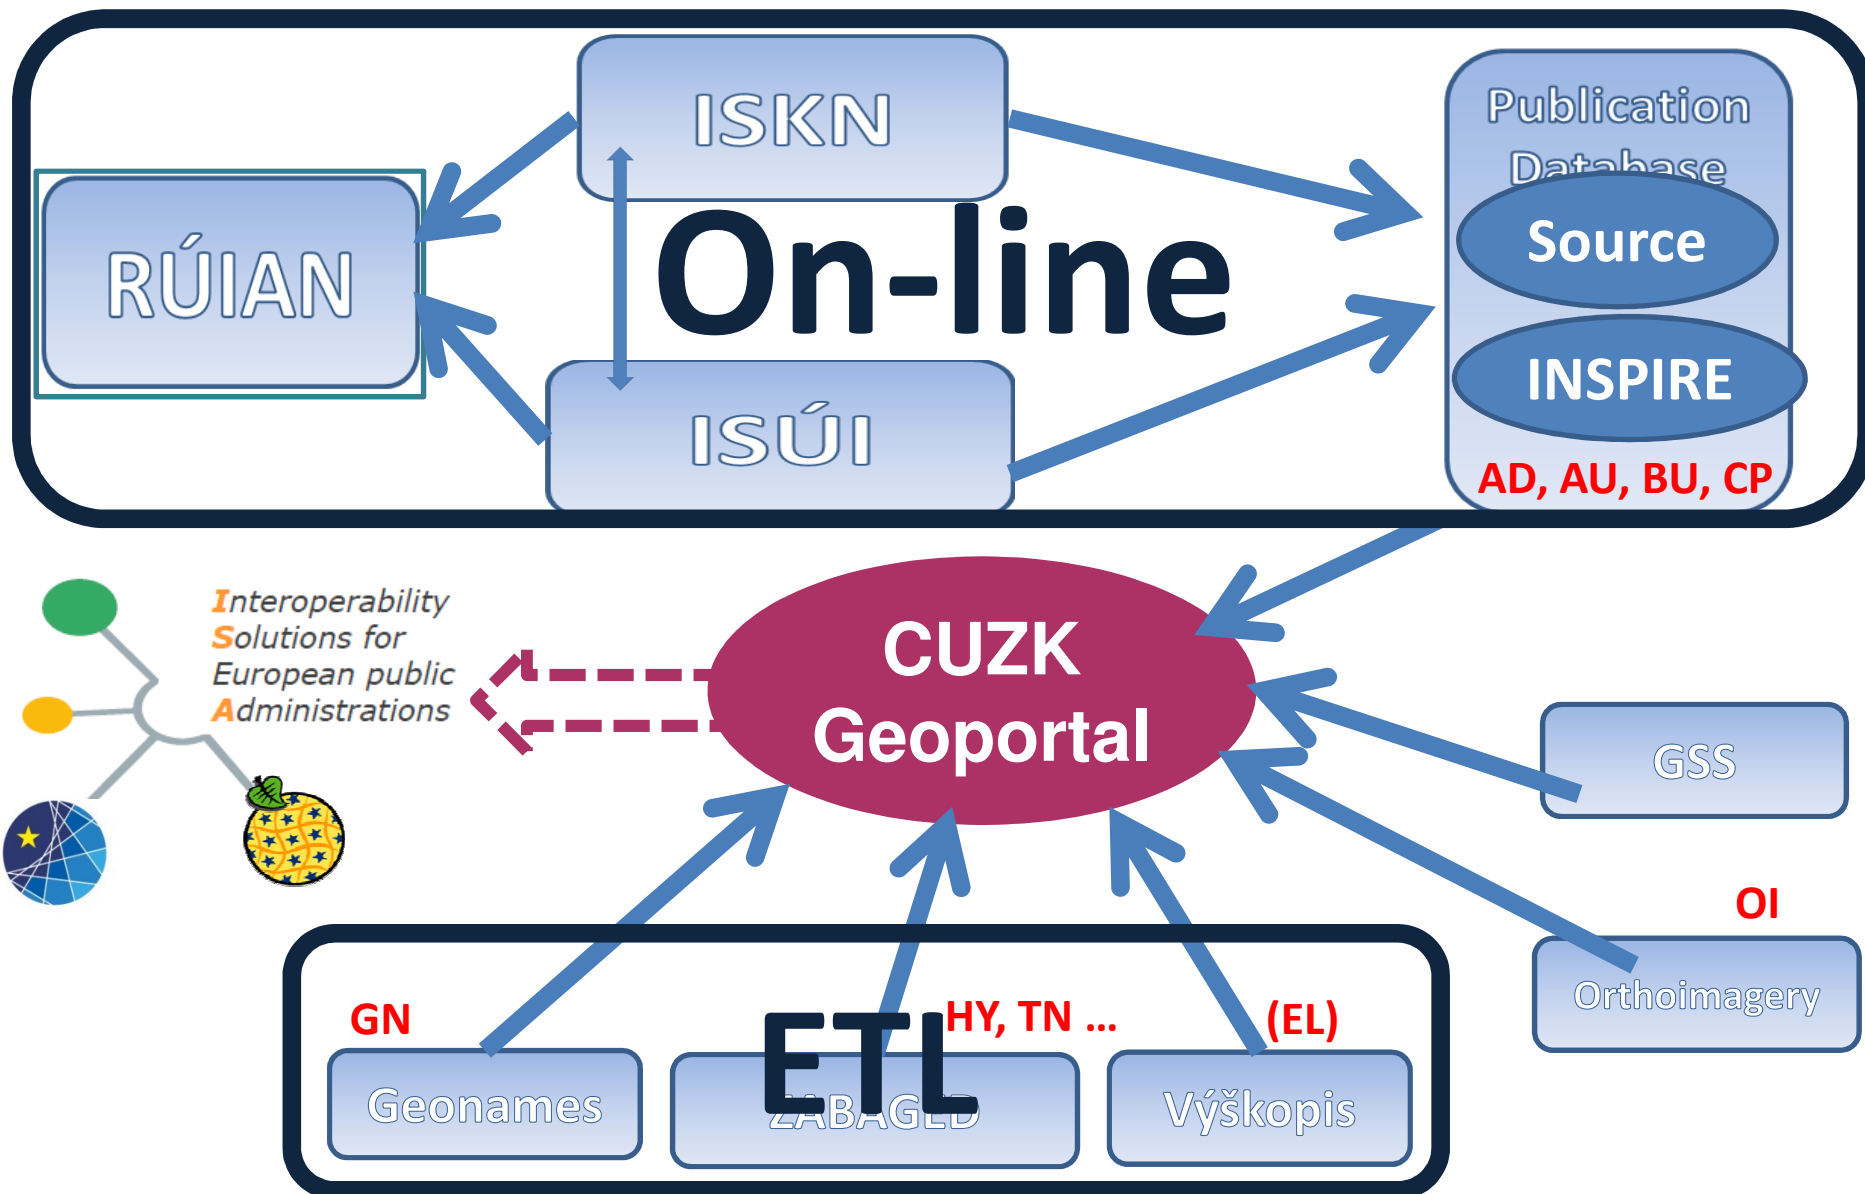 ISKN
Publication
Database
RÚIAN
On-line
Source
INSPIRE
ISÚI
AD, AU, BU, CP
Interoperability
Solutions for
European public
Administrations
CUZK
Geoportal
GSS
OI
Orthoimagery
GN
HY, TN ...
(EL)
ETL
Geonames
ZABAGED
Výškopis